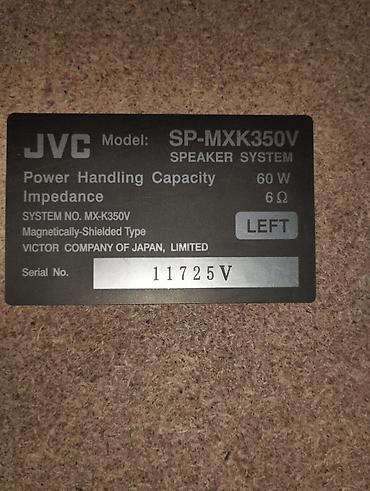 JVC Model: SP-MXK350V
SPEAKER SYSTEM
Power Handling Capacity 60 W
Impedance 6 Ω
SYSTEM NO. MX-K350V
Magnetically-Shielded Type LEFT
VICTOR COMPANY OF JAPAN, LIMITED
Serial No. 11725V